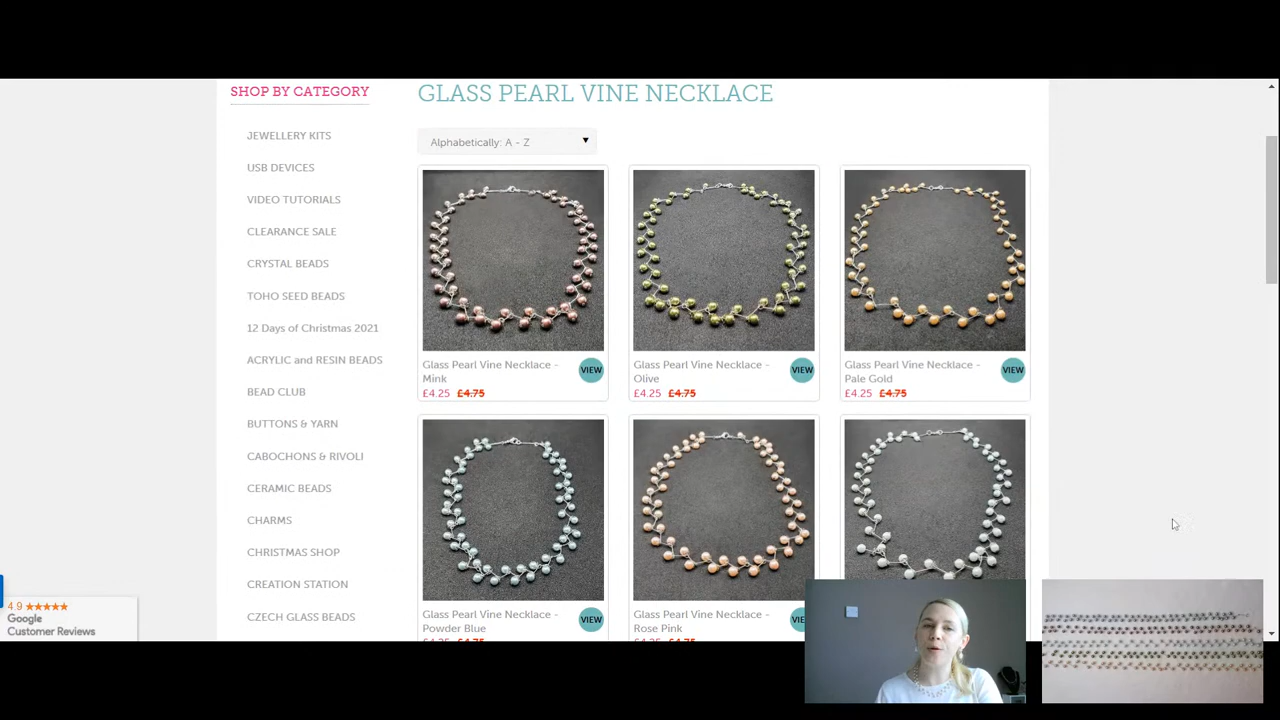 SHOP BY CATEGORY
JEWELLERY KITS
USB DEVICES
VIDEO TUTORIALS
CLEARANCE SALE
CRYSTAL BEADS
TOHO SEED BEADS
12 Days of Christmas 2021
ACRYLIC and RESIN BEADS
BEAD CLUB
BUTTONS & YARN
CABOCHONS & RIVOLI
CERAMIC BEADS
CHARMS
CHRISTMAS SHOP
CREATION STATION
CZECH GLASS BEADS
GLASS PEARL VINE NECKLACE
Alphabetically: A - Z
Glass Pearl Vine Necklace -
Mink
£4.25 £4.75
VIEW
Glass Pearl Vine Necklace -
Olive
£4.25 £4.75
VIEW
Glass Pearl Vine Necklace -
Pale Gold
£4.25 £4.75
VIEW
Glass Pearl Vine Necklace -
Powder Blue
VIEW
Glass Pearl Vine Necklace -
Rose Pink
4.9
Google
Customer Reviews